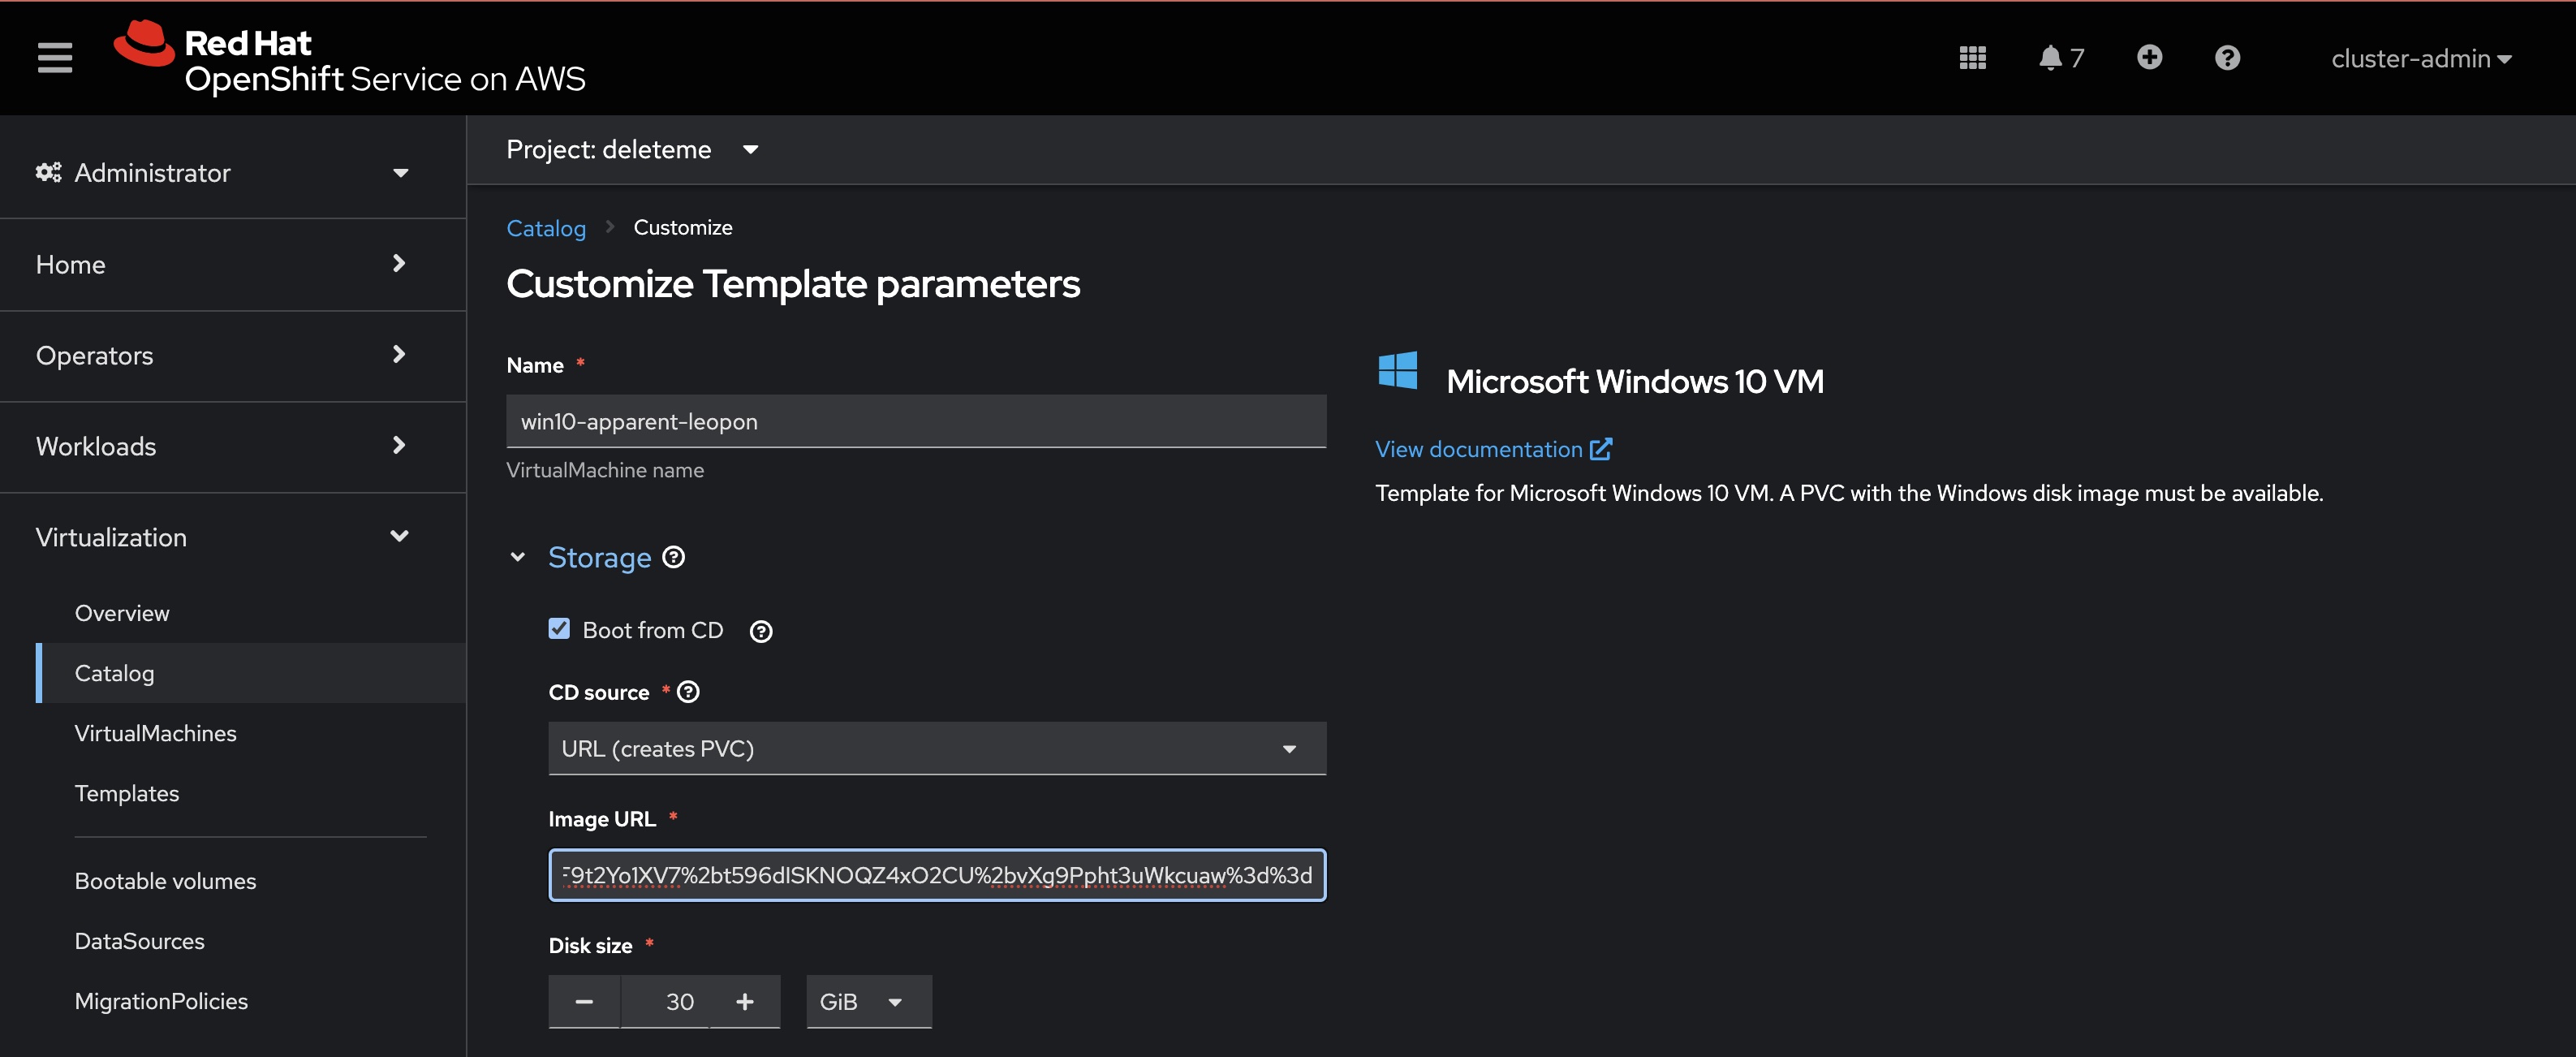 Red Hat
OpenShift Service on AWS
7
cluster-admin
Administrator
Home
Operators
Workloads
Virtualization
Overview
Catalog
VirtualMachines
Templates
Bootable volumes
DataSources
MigrationPolicies
Project: deleteme
Catalog > Customize
Customize Template parameters
Name *
win10-apparent-leopon
VirtualMachine name
Storage
Boot from CD
CD source *
URL (creates PVC)
Image URL *
9t2Yo1XV7%2bt596dISKNOQZ4xO2CU%2bvXg9Ppht3uWkcuaw%3d%3d
Disk size *
30
GiB
Microsoft Windows 10 VM
View documentation
Template for Microsoft Windows 10 VM. A PVC with the Windows disk image must be available.